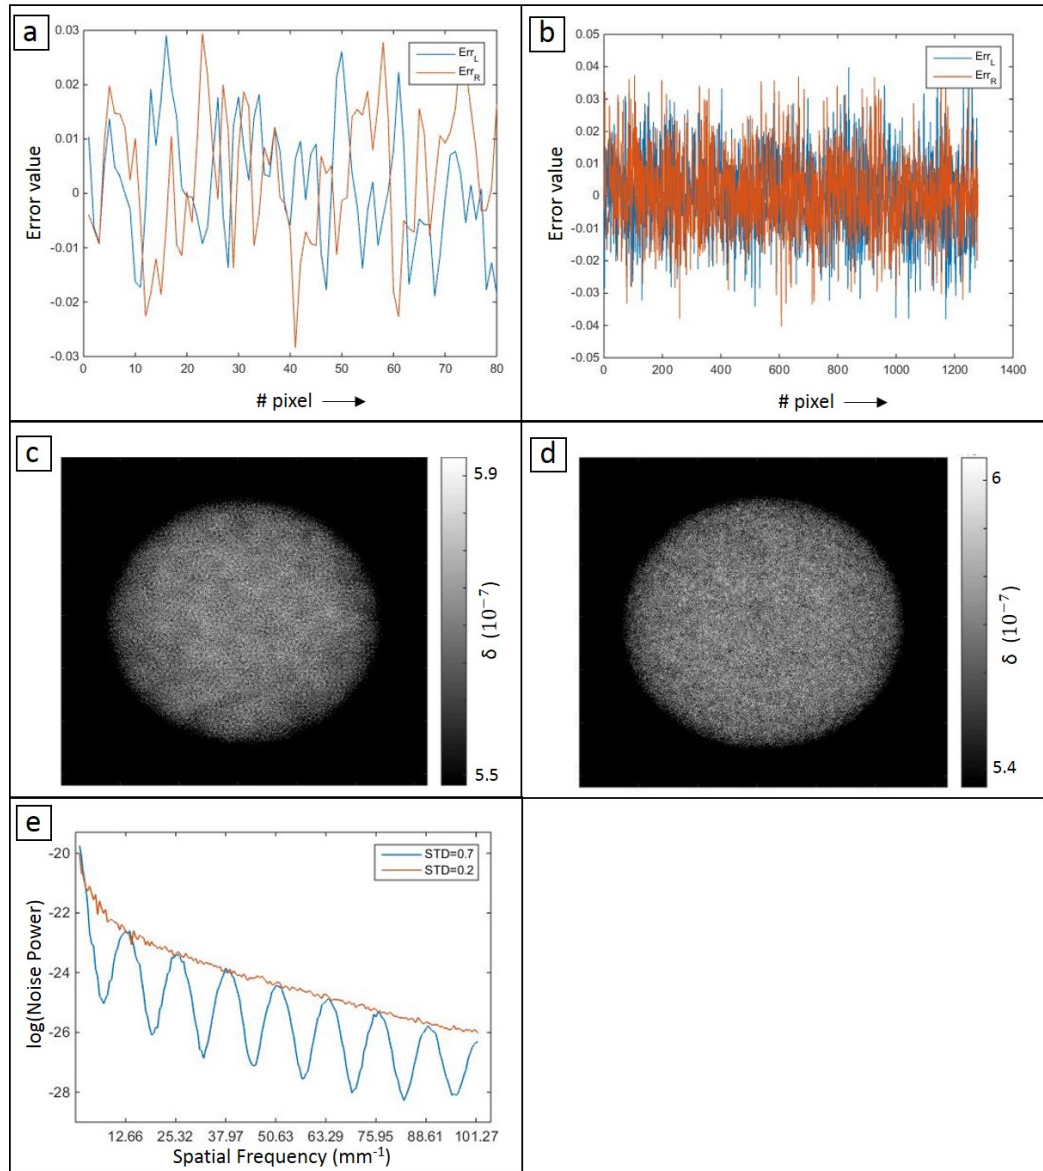 a
0.03
0.02
0.01
0
-0.01
-0.02
-0.03
Error value
Err_L
Err_R
0 10 20 30 40 50 60 70 80
# pixel →
b
0.05
0.04
0.03
0.02
0.01
0
-0.01
-0.02
-0.03
-0.04
-0.05
Error value
Err_L
Err_R
0 200 400 600 800 1000 1200 1400
# pixel →
c
5.9
δ (10⁻⁷)
5.5
d
6
δ (10⁻⁷)
5.4
e
-20
-22
-24
-26
-28
log(Noise Power)
STD=0.7
STD=0.2
12.66 25.32 37.97 50.63 63.29 75.95 88.61 101.27
Spatial Frequency (mm⁻¹)